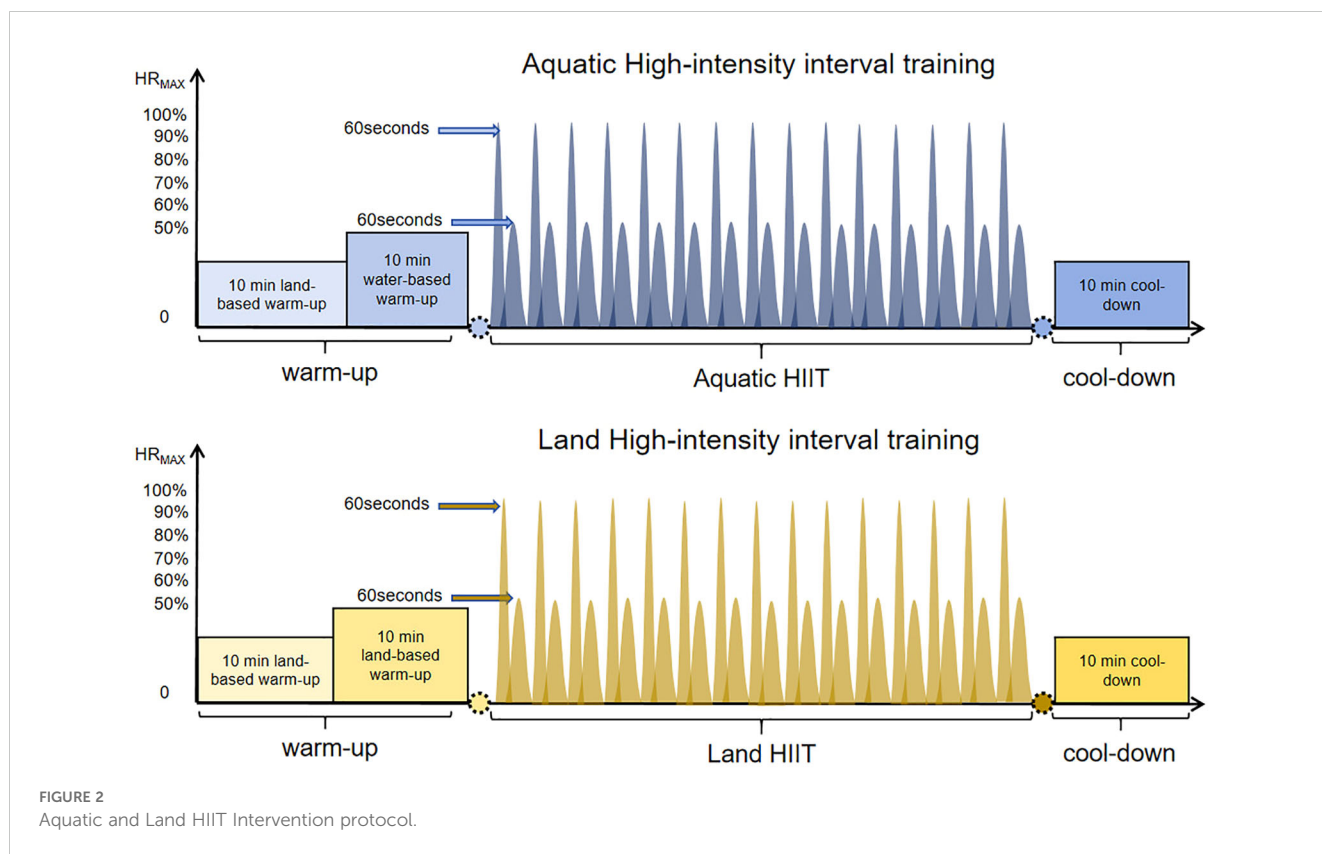 Aquatic High-intensity interval training
HRMAX
100%
90%
80%
70%
60%
50%
0
60seconds
60seconds
10 min land-
based warm-up
10 min
water-based
warm-up
10 min cool-
down
warm-up
Aquatic HIIT
cool-down
Land High-intensity interval training
HRMAX
100%
90%
80%
70%
60%
50%
0
60seconds
60seconds
10 min land-
based warm-up
10 min
land-based
warm-up
10 min cool-
down
warm-up
Land HIIT
cool-down
FIGURE 2
Aquatic and Land HIIT Intervention protocol.